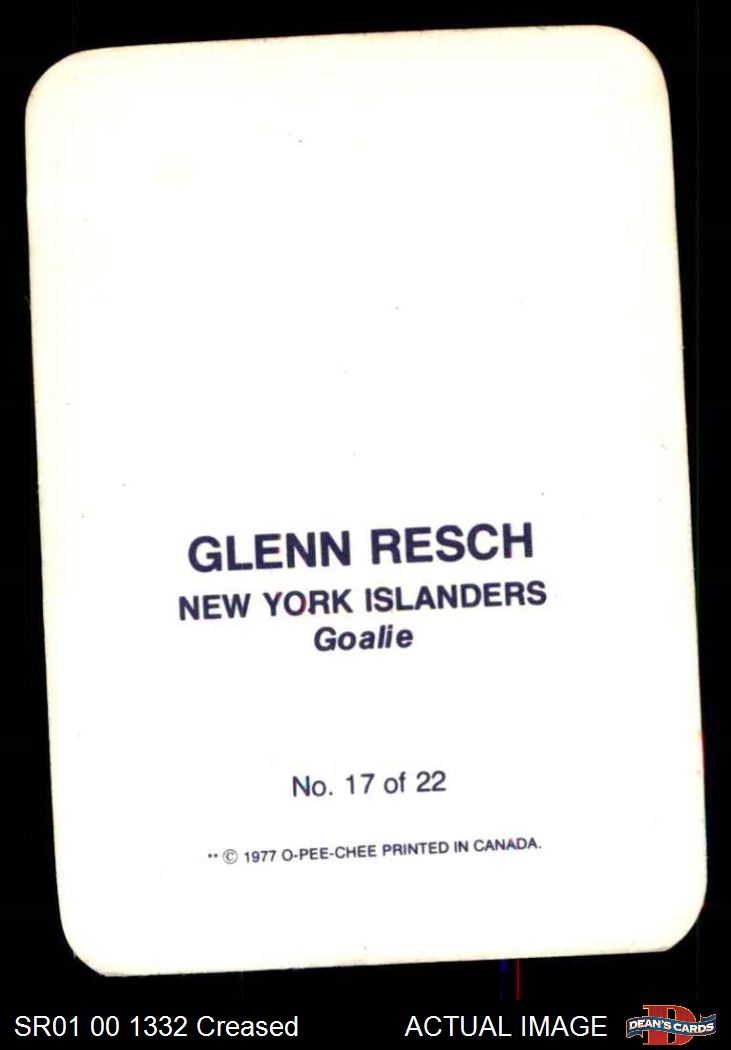 GLENN RESCH
NEW YORK ISLANDERS
Goalie
No. 17 of 22
** © 1977 O-PEE-CHEE PRINTED IN CANADA.
SR01 00 1332 Creased
ACTUAL IMAGE
DEAN'S CARDS